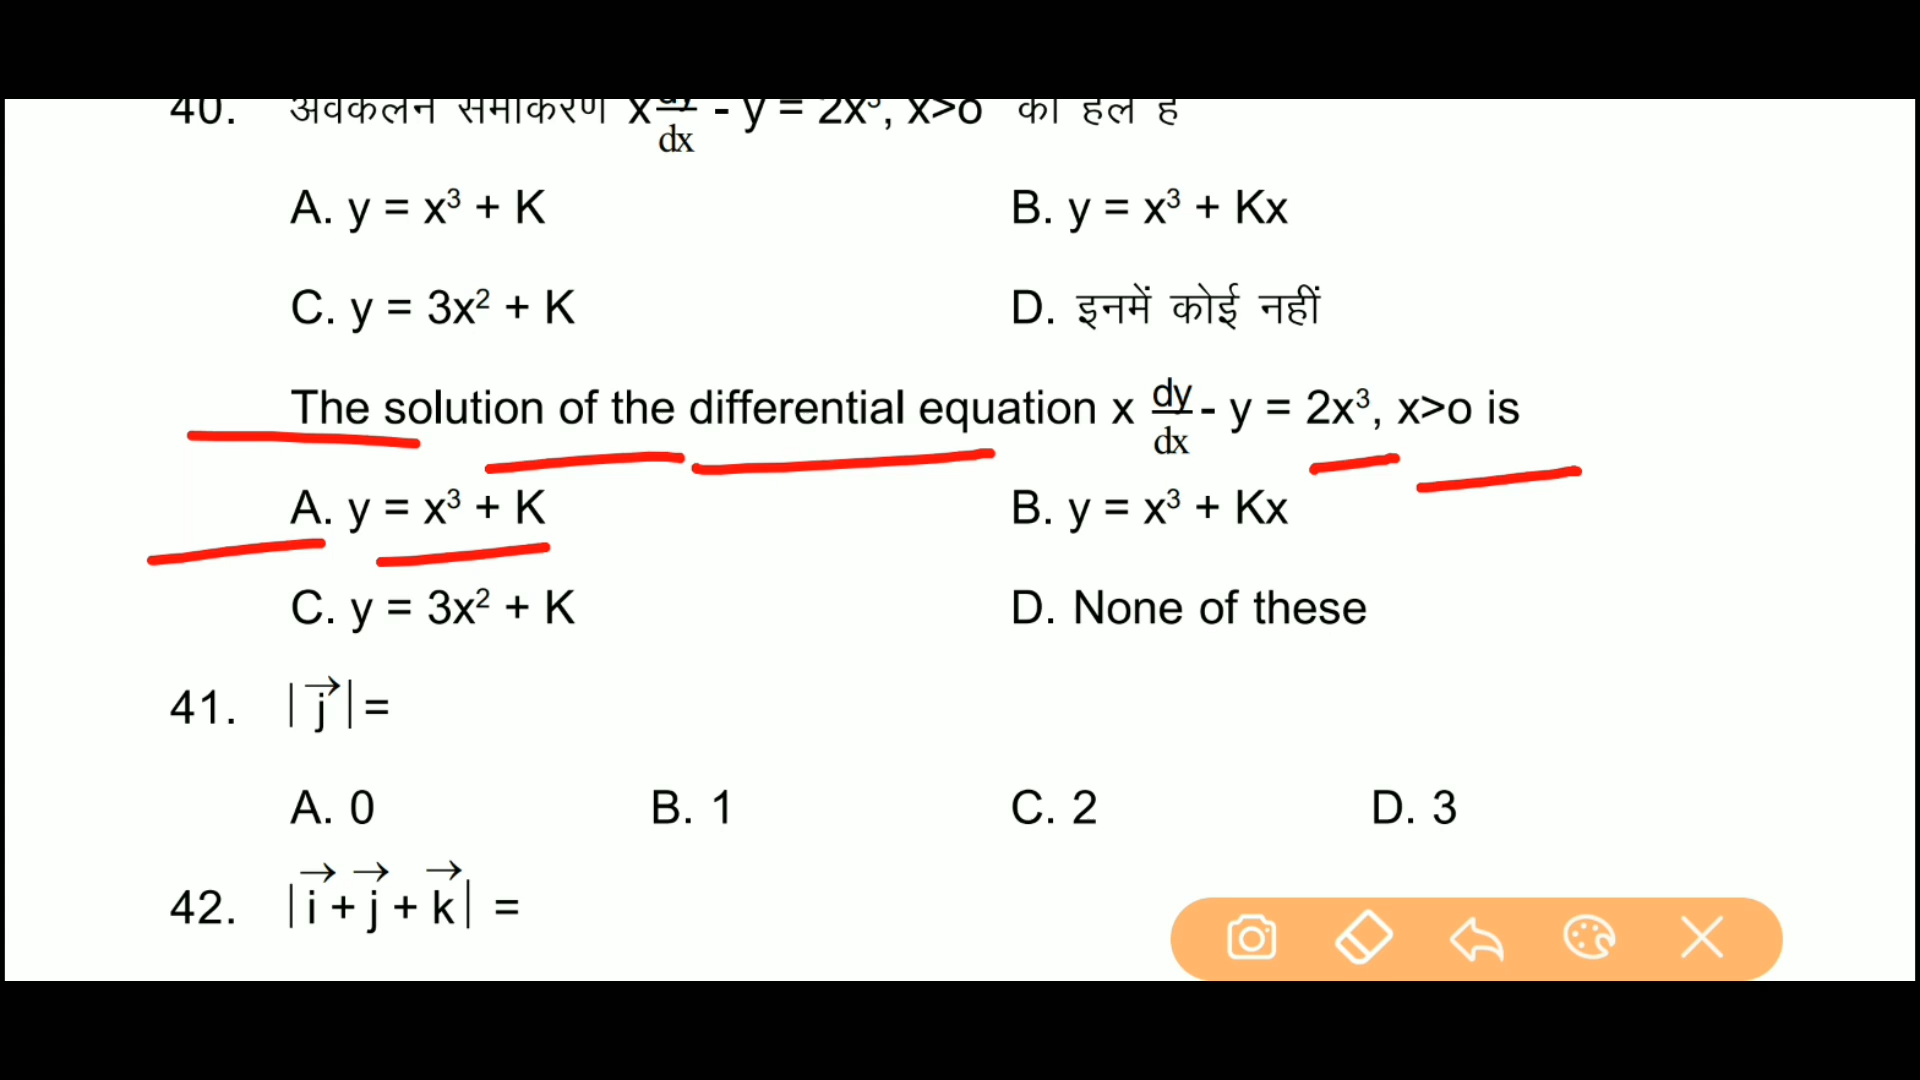 40. अवकलन समीकरण x dy/dx - y = 2x³, x>o का हल है
A. y = x³ + K B. y = x³ + Kx
C. y = 3x² + K D. इनमें कोई नहीं
The solution of the differential equation x dy/dx - y = 2x³, x>o is
A. y = x³ + K B. y = x³ + Kx
C. y = 3x² + K D. None of these
41. |j⃗| =
A. 0 B. 1 C. 2 D. 3
42. |i⃗ + j⃗ + k⃗| =